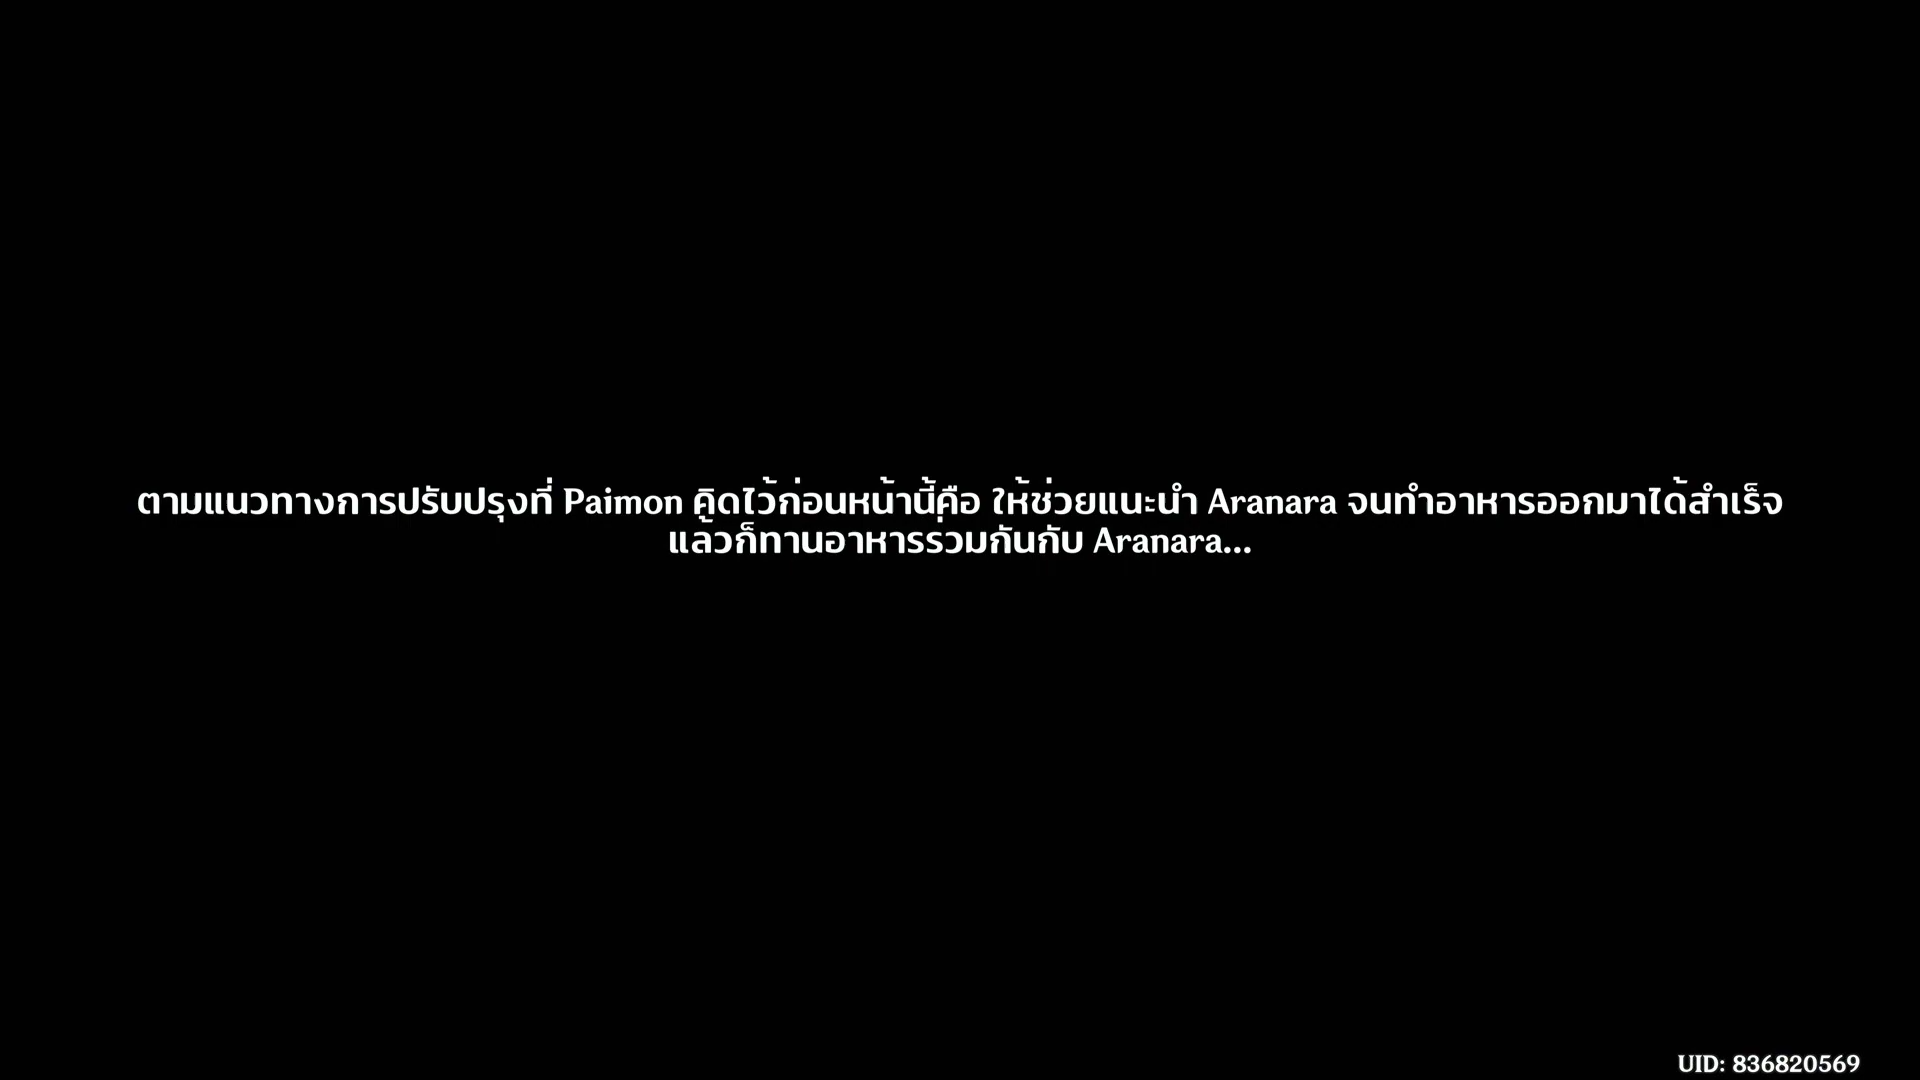 ตามแนวทางการปรับปรุงที่ Paimon คิดไว้ก่อนหน้านี้คือ ให้ช่วยแนะนำ Aranara จนทำอาหารออกมาได้สำเร็จ
แล้วก็ทานอาหารร่วมกันกับ Aranara...
UID: 836820569